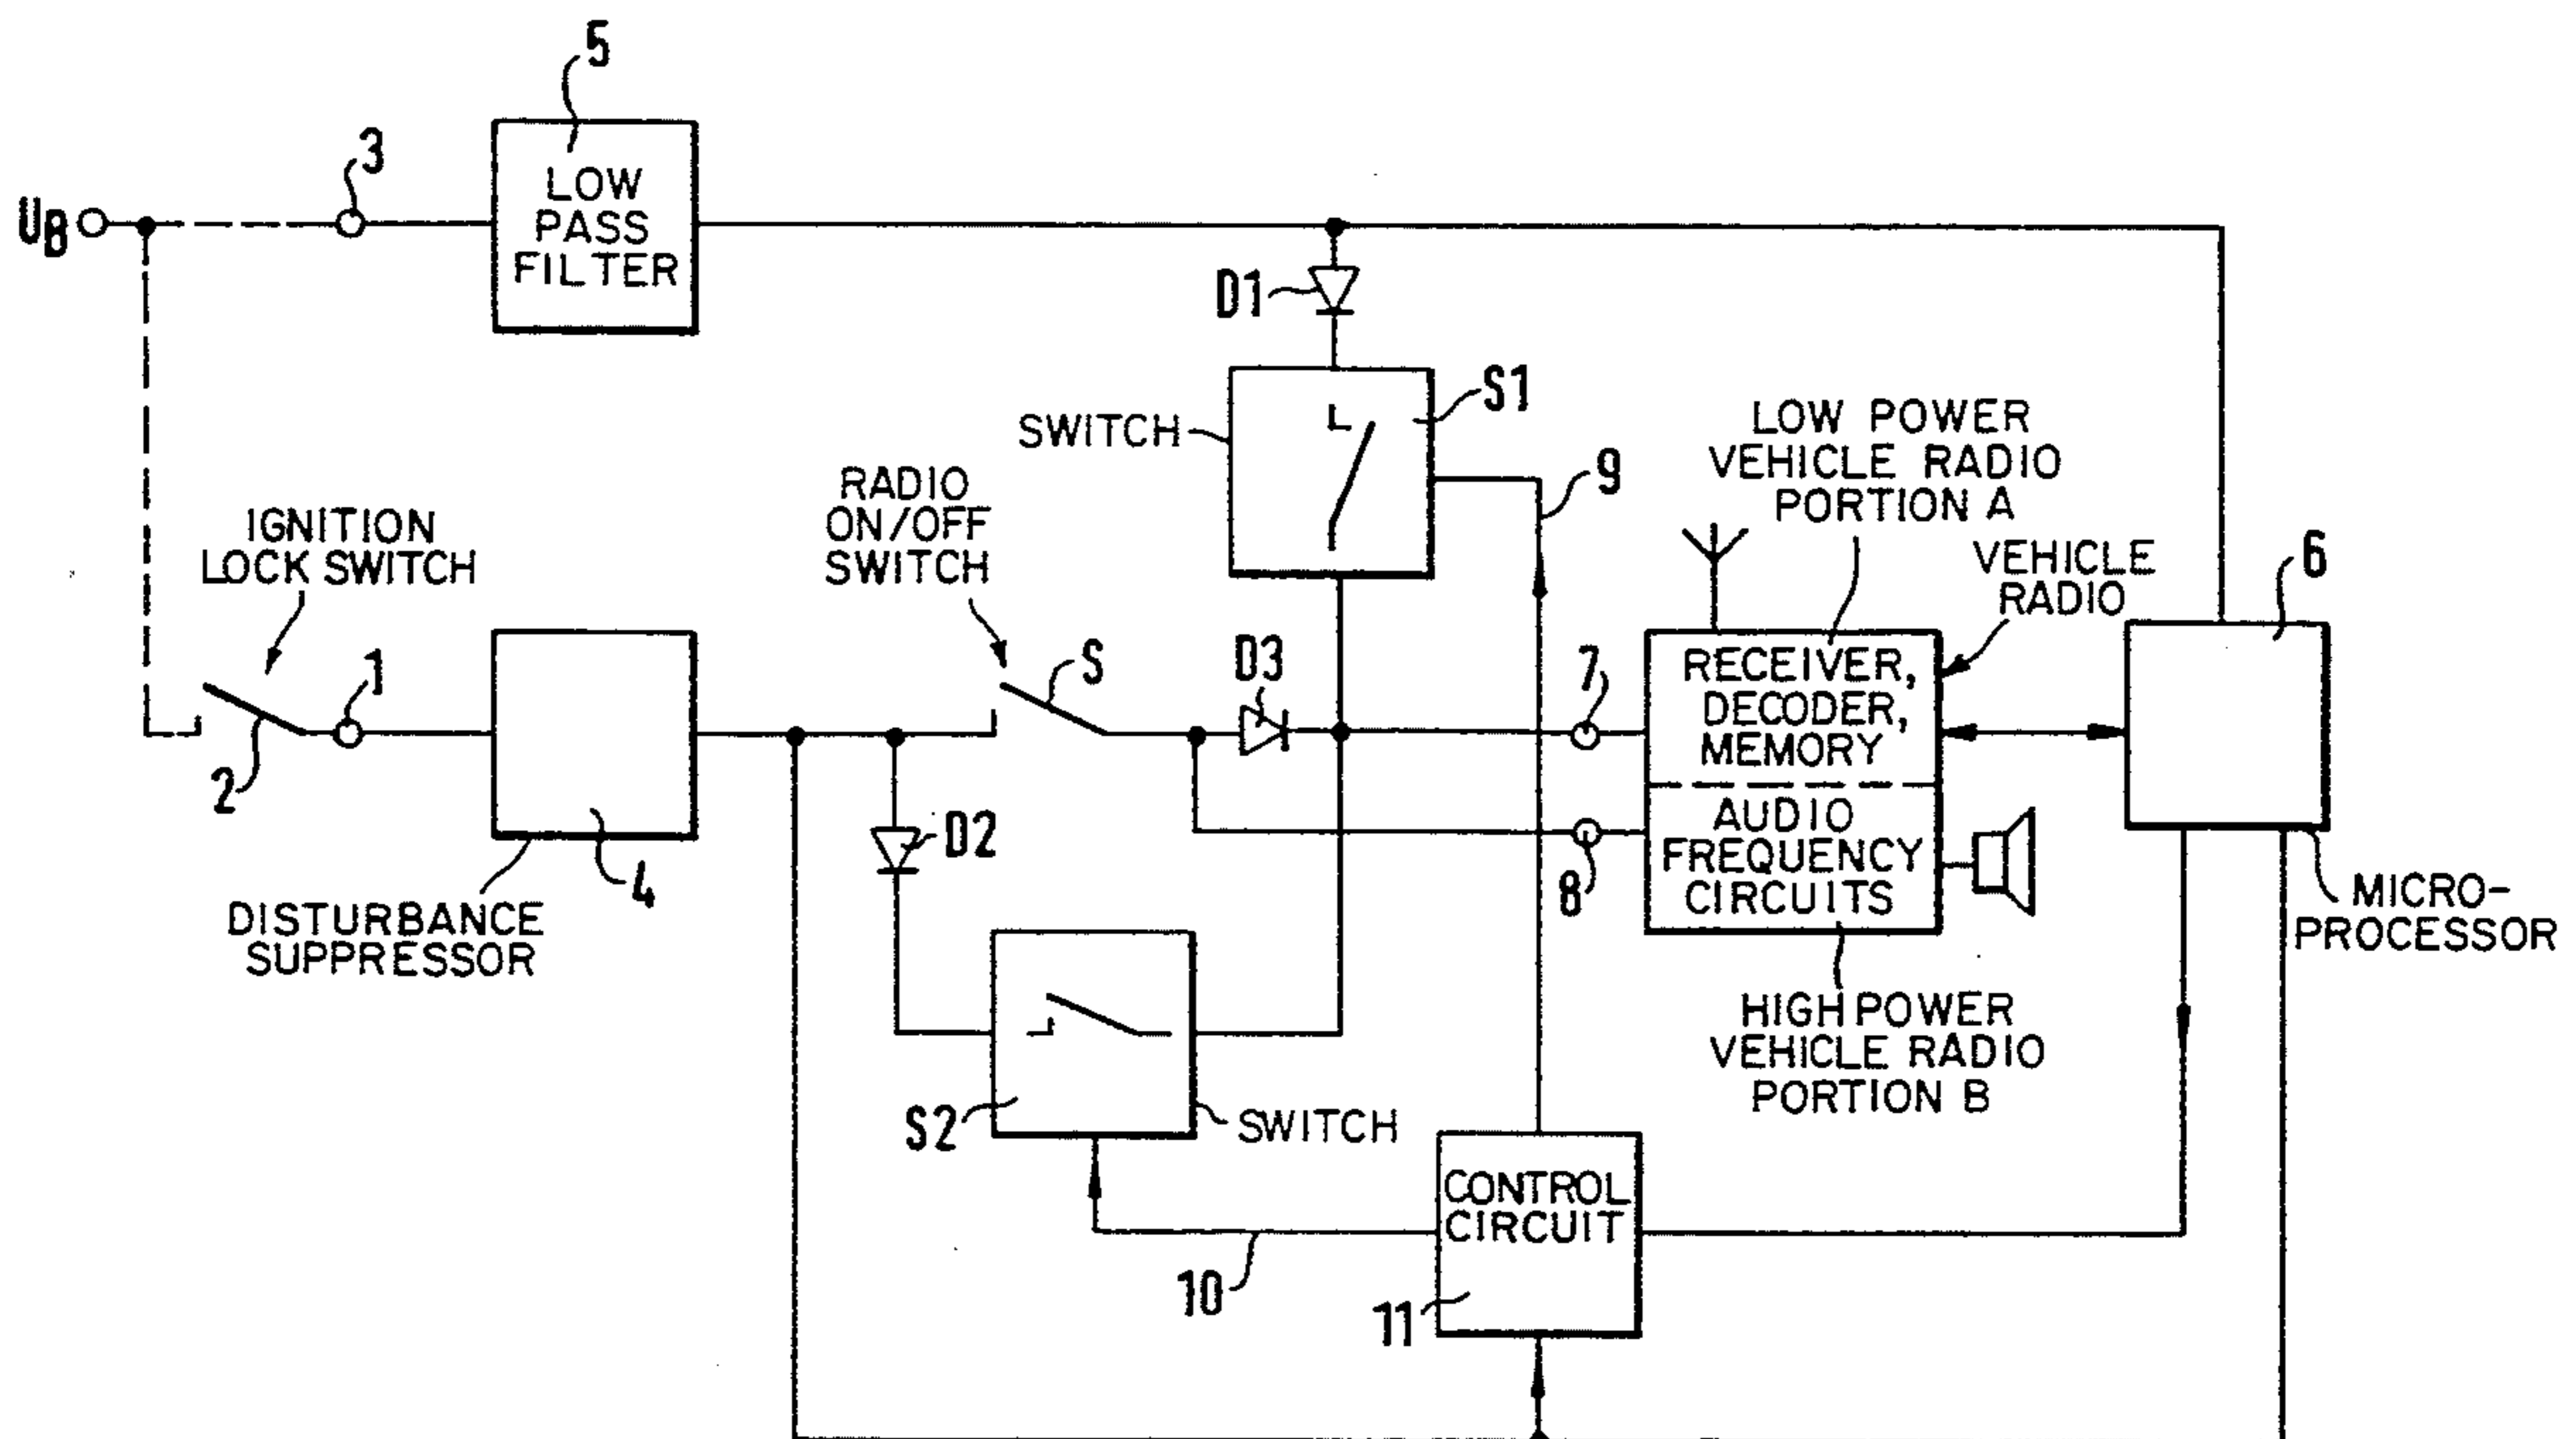 5
3
LOW
PASS
FILTER
UB
D1
S1
SWITCH
LOW POWER
VEHICLE RADIO
PORTION A
9
RADIO
ON/OFF
SWITCH
IGNITION
LOCK SWITCH
VEHICLE
RADIO
6
1
S
D3
7
RECEIVER,
DECODER,
MEMORY
2
AUDIO
FREQUENCY
CIRCUITS
D2
8
4
MICRO-
PROCESSOR
DISTURBANCE
SUPPRESSOR
HIGH POWER
VEHICLE RADIO
PORTION B
S2
SWITCH
CONTROL
CIRCUIT
10
11